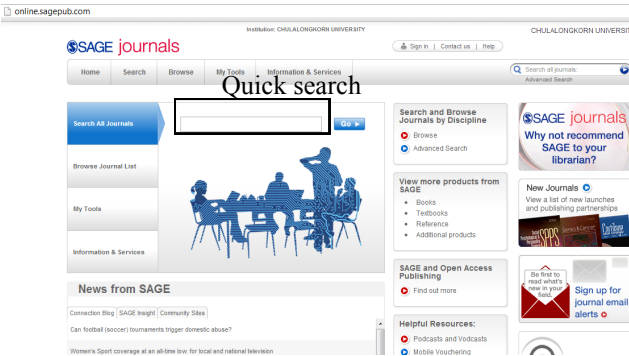 online.sagepub.com
Institution: CHULALONGKORN UNIVERSITY
CHULALONGKORN UNIVERSIT
SAGE journals
Sign in | Contact us | Help
Home Search Browse My Tools Information & Services
Search all journals:
Advanced Search
Quick search
Search All Journals
Go
Browse Journal List
My Tools
Information & Services
Search and Browse
Journals by Discipline
Browse
Advanced Search
View more products from
SAGE
Books
Textbooks
Reference
Additional products
SAGE and Open Access
Publishing
Find out more
Helpful Resources:
Podcasts and Vodcasts
Mobile Vouchering
SAGE journals
Why not recommend
SAGE to your
librarian?
New Journals
View a list of new launches
and publishing partnerships
Be first to
read what's
new in your
field.
Sign up for
journal email
alerts
News from SAGE
Connection Blog SAGE Insight Community Sites
Can football (soccer) tournaments trigger domestic abuse?
Women's Sport coverage at an all-time low for local and national television